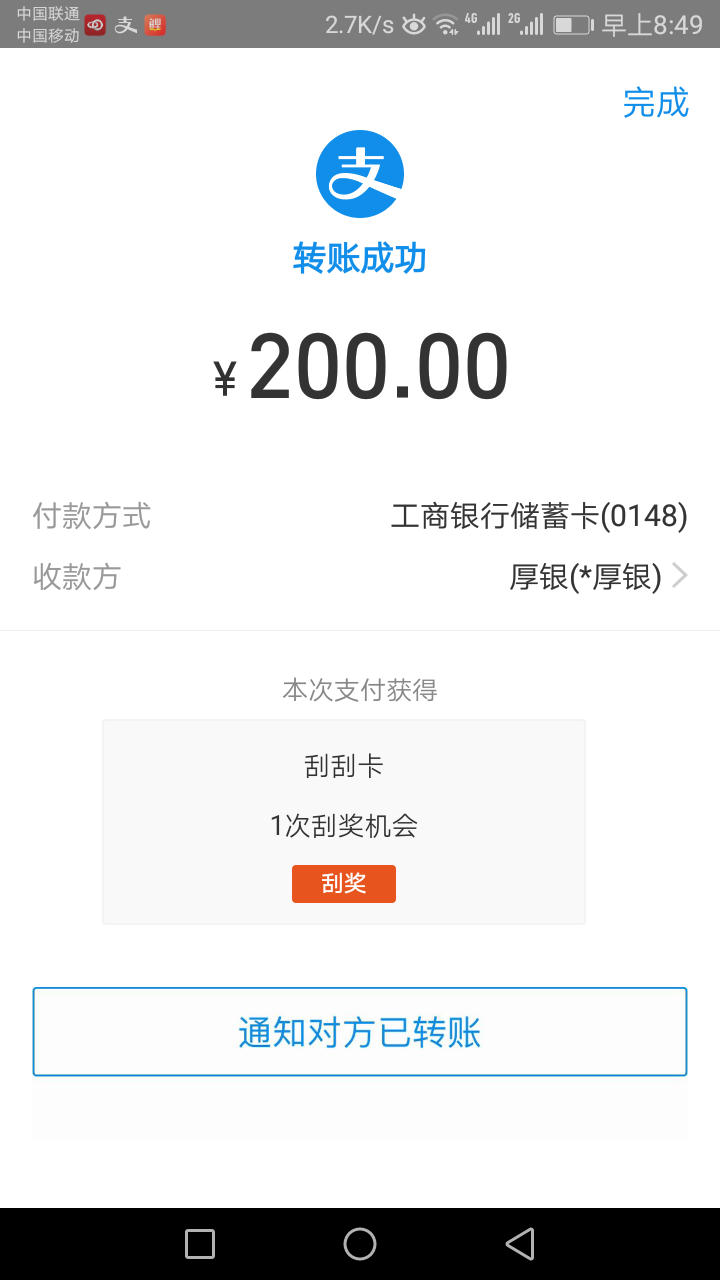 中国联通
中国移动
2.7K/s 4G 2G 早上8:49
完成
支
转账成功
¥200.00
付款方式 工商银行储蓄卡(0148)
收款方 厚银(*厚银)
本次支付获得
刮刮卡
1次刮奖机会
刮奖
通知对方已转账